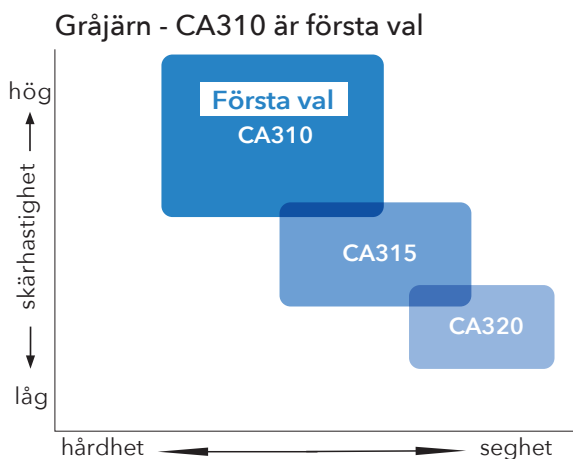 Gråjärn - CA310 är första val
hög
Första val
CA310
skärhastighet
CA315
CA320
låg
hårdhet
seghet